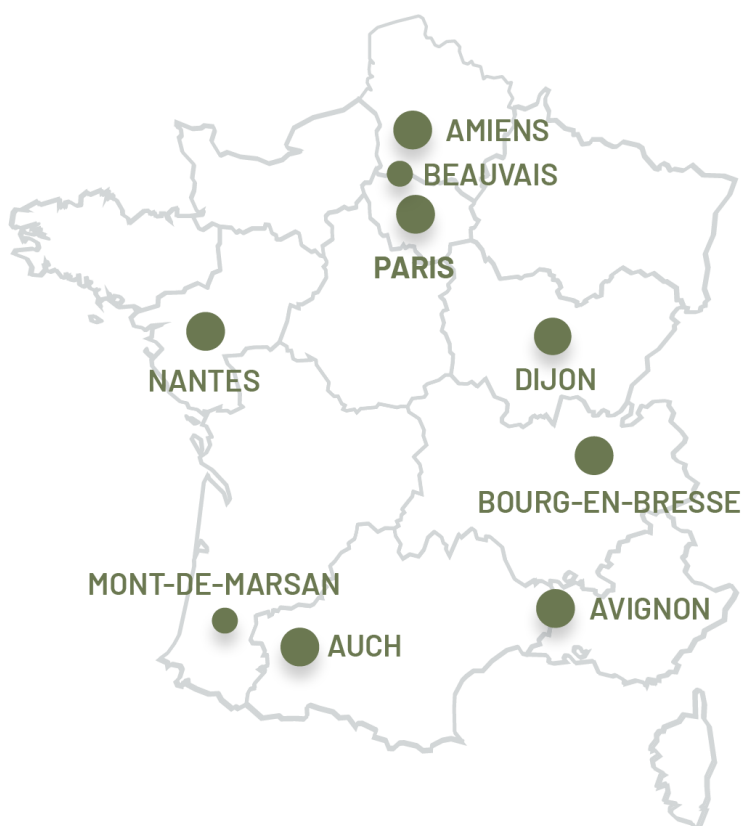 AMIENS
BEAUVAIS
PARIS
NANTES
DIJON
BOURG-EN-BRESSE
MONT-DE-MARSAN
AVIGNON
AUCH